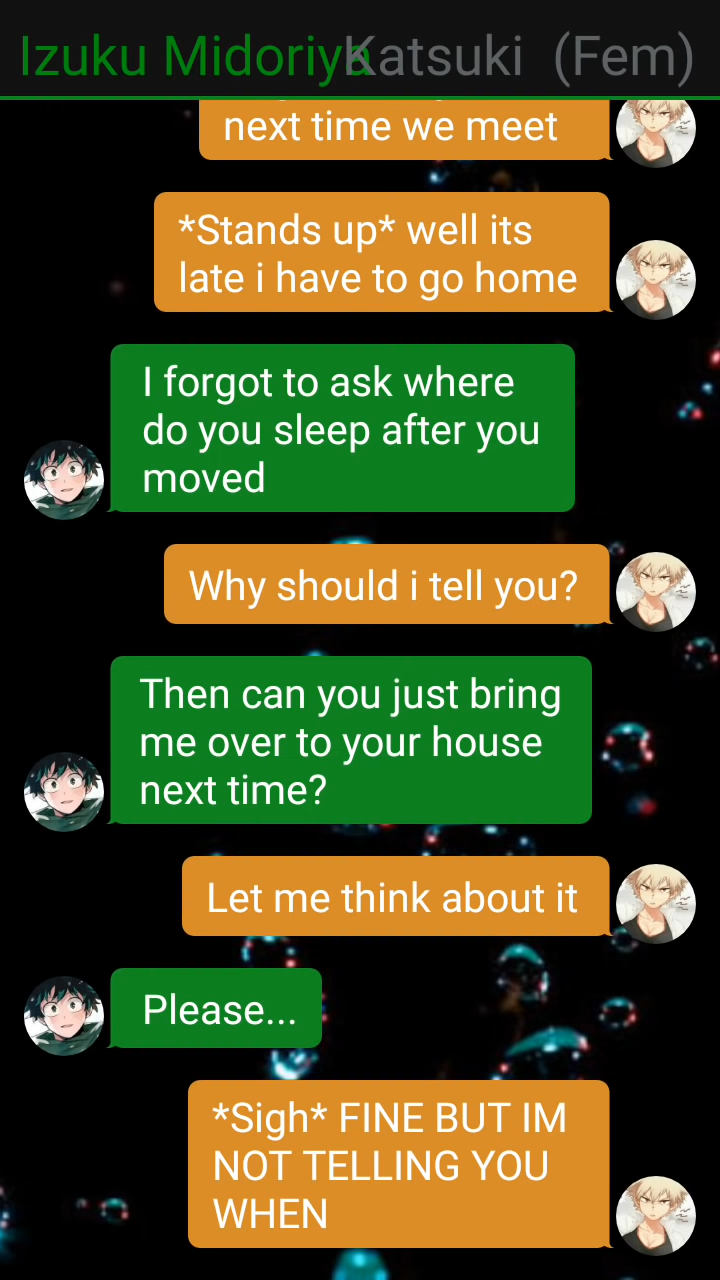 Izuku Midoriya Katsuki (Fem)
next time we meet
*Stands up* well its
late i have to go home
I forgot to ask where
do you sleep after you
moved
Why should i tell you?
Then can you just bring
me over to your house
next time?
Let me think about it
Please...
*Sigh* FINE BUT IM
NOT TELLING YOU
WHEN